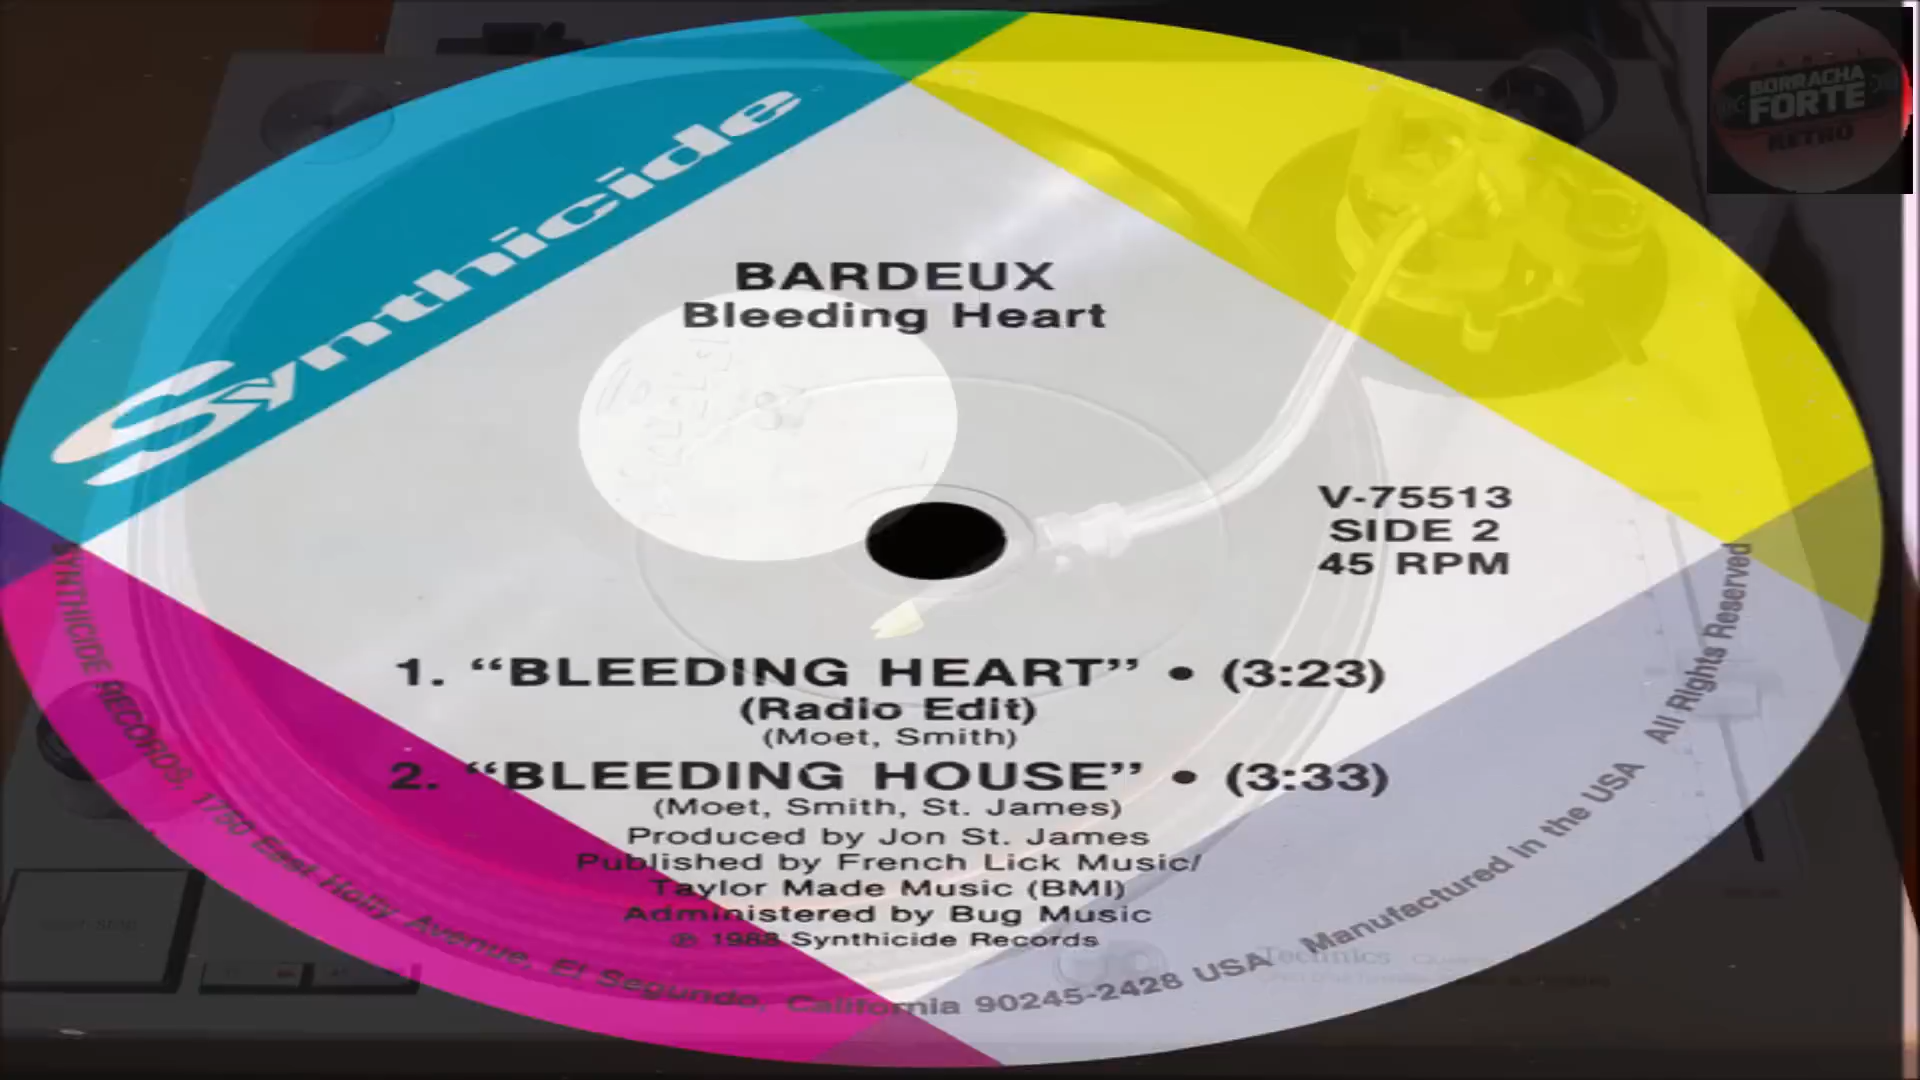 Synthicide
BORRACHA
FORTE
RETRÔ
BARDEUX
Bleeding Heart
V-75513
SIDE 2
45 RPM
1. “BLEEDING HEART” • (3:23)
(Radio Edit)
(Moet, Smith)
2. “BLEEDING HOUSE” • (3:33)
(Moet, Smith, St. James)
Produced by Jon St. James
Published by French Lick Music/
Taylor Made Music (BMI)
Administered by Bug Music
℗ 1988 Synthicide Records
SYNTHICIDE RECORDS, 1750 East Holly Avenue, El Segundo, California 90245-2428 USA Manufactured in the USA All Rights Reserved
Technics